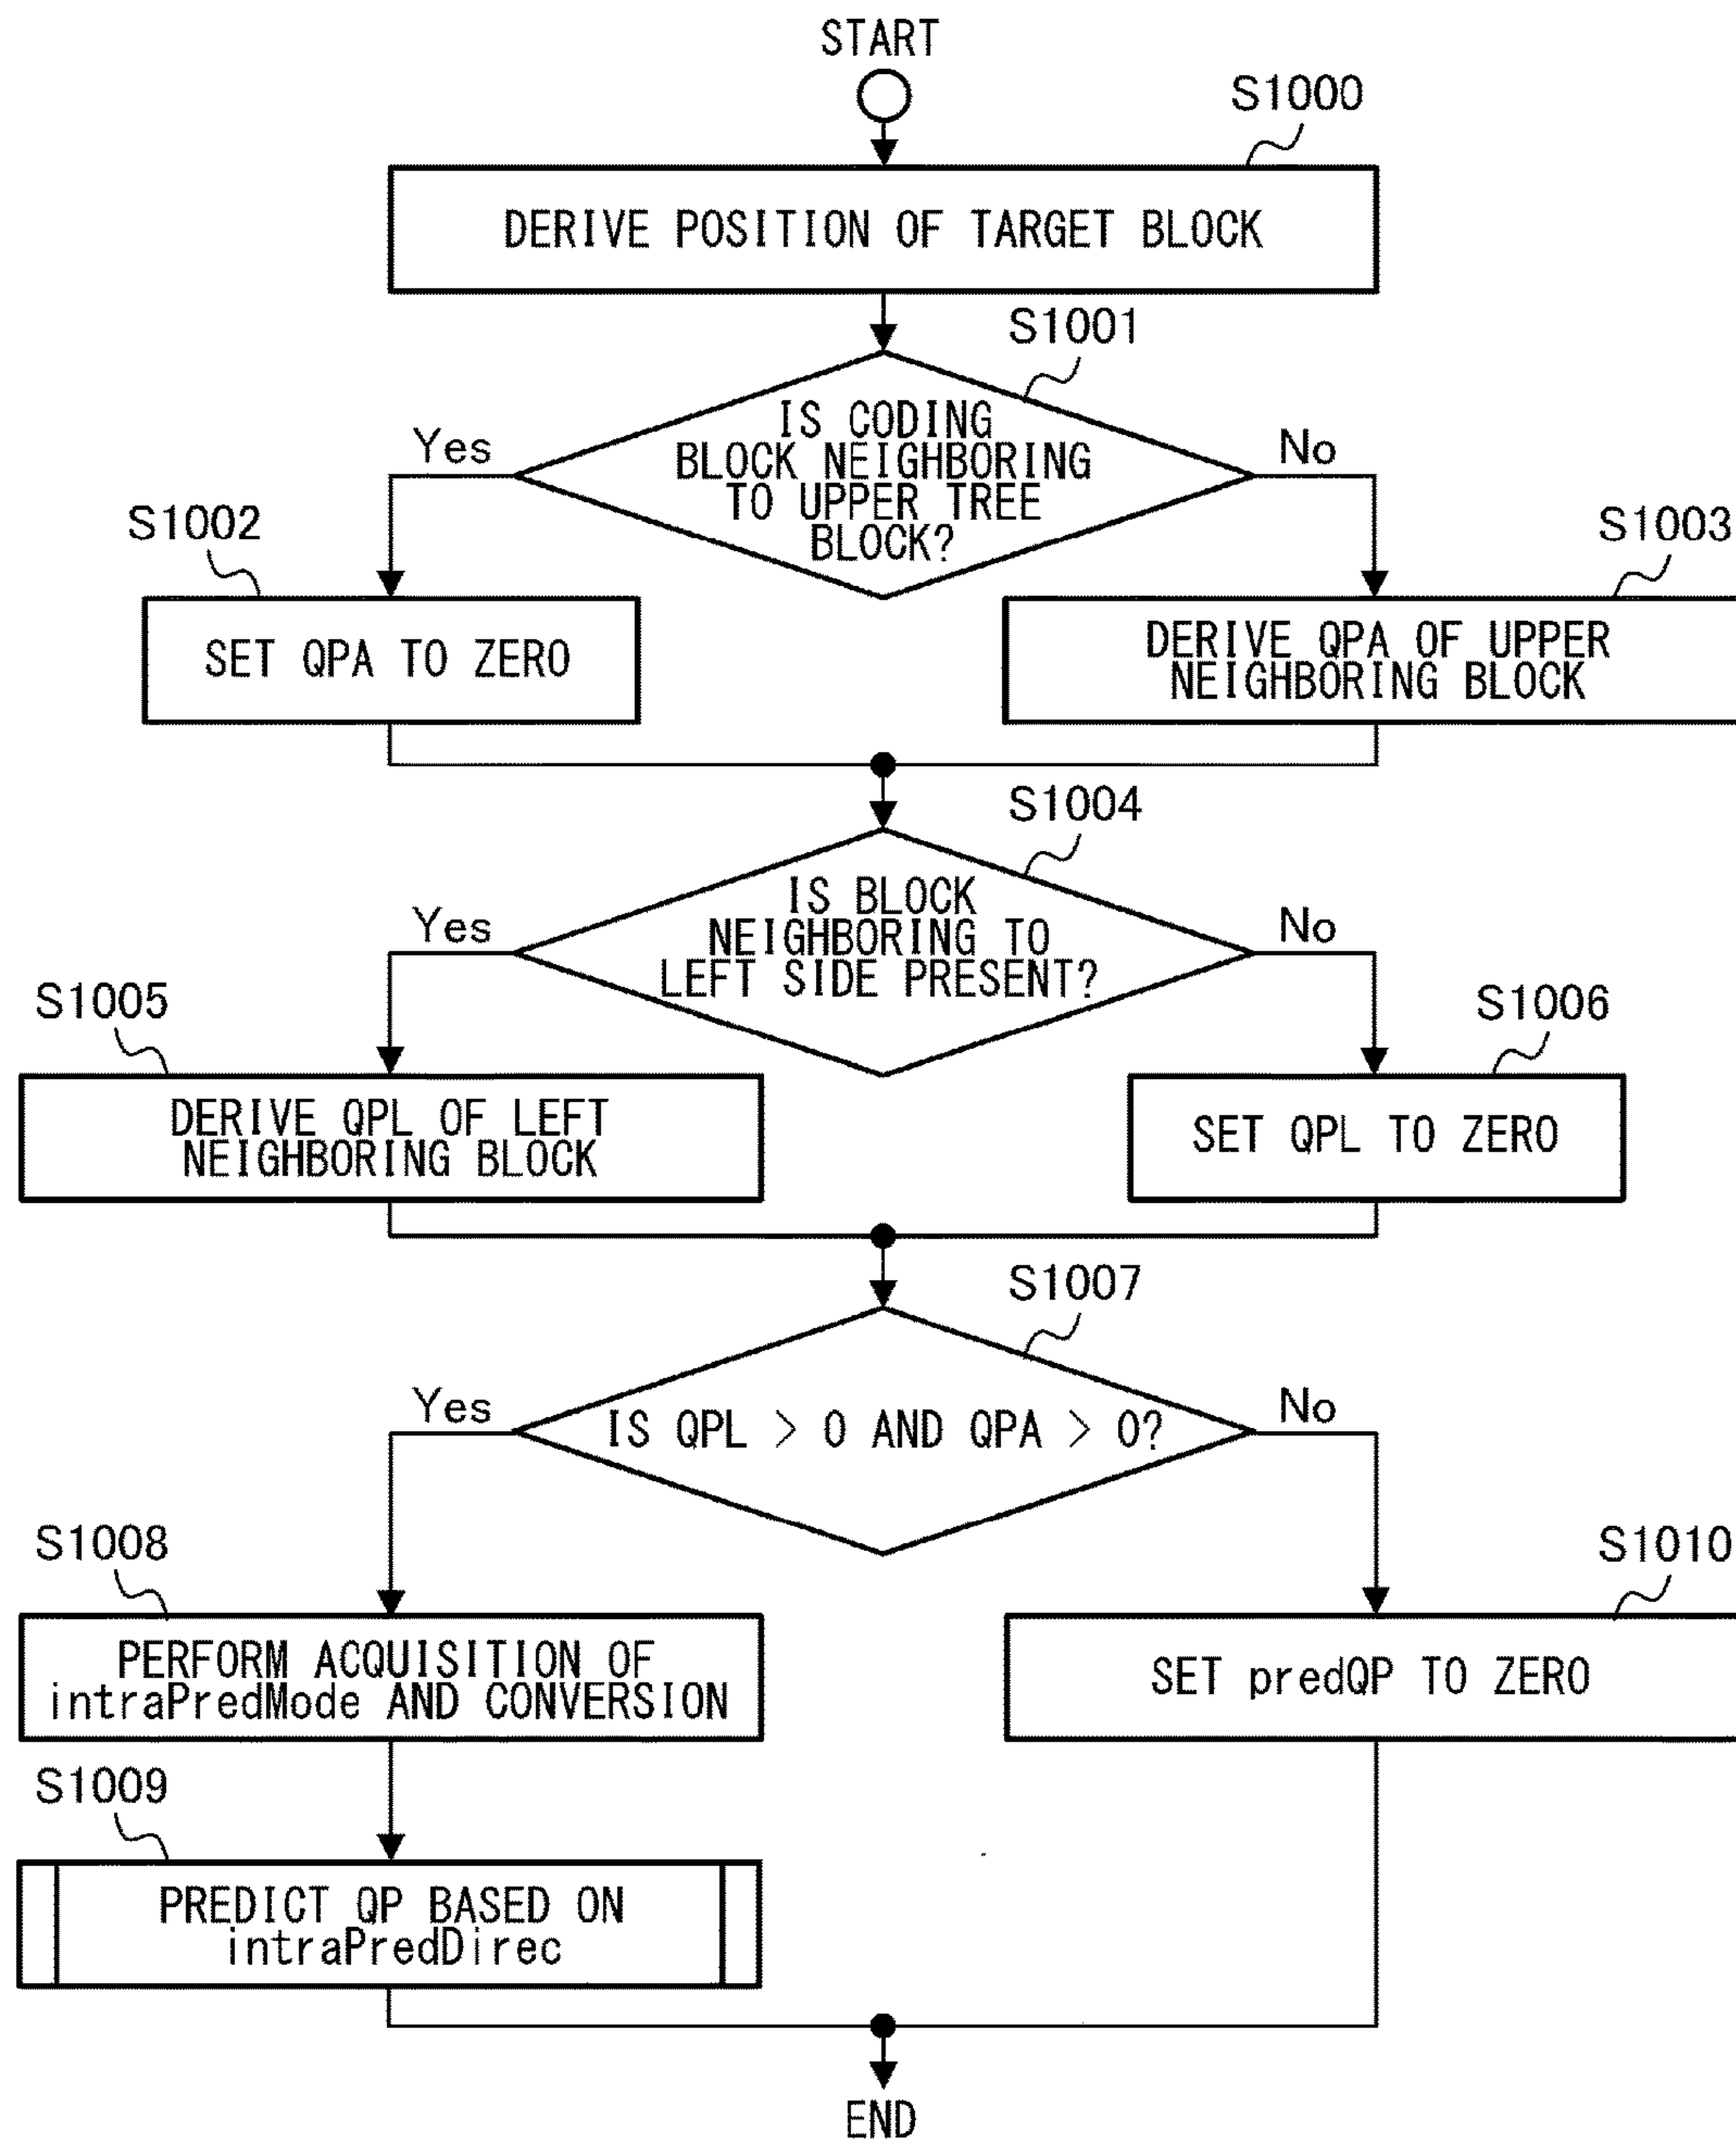 START
S1000
DERIVE POSITION OF TARGET BLOCK
S1001
IS CODING
BLOCK NEIGHBORING
TO UPPER TREE
BLOCK?
Yes
No
S1002
S1003
SET QPA TO ZERO
DERIVE QPA OF UPPER
NEIGHBORING BLOCK
S1004
IS BLOCK
NEIGHBORING TO
LEFT SIDE PRESENT?
Yes
No
S1005
S1006
DERIVE QPL OF LEFT
NEIGHBORING BLOCK
SET QPL TO ZERO
S1007
IS QPL > 0 AND QPA > 0?
Yes
No
S1008
S1010
PERFORM ACQUISITION OF
intraPredMode AND CONVERSION
SET predQP TO ZERO
S1009
PREDICT QP BASED ON
intraPredDirec
END